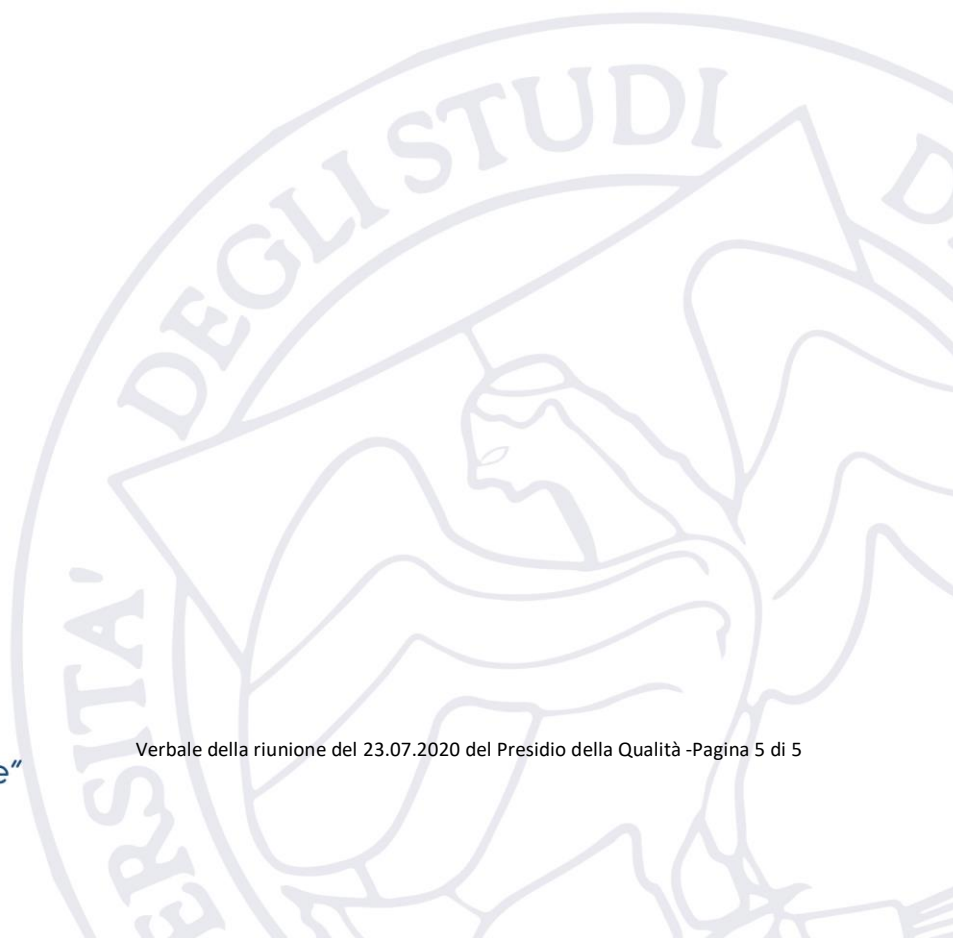 DEGLI STUDI
Verbale della riunione del 23.07.2020 del Presidio della Qualità -Pagina 5 di 5
e"